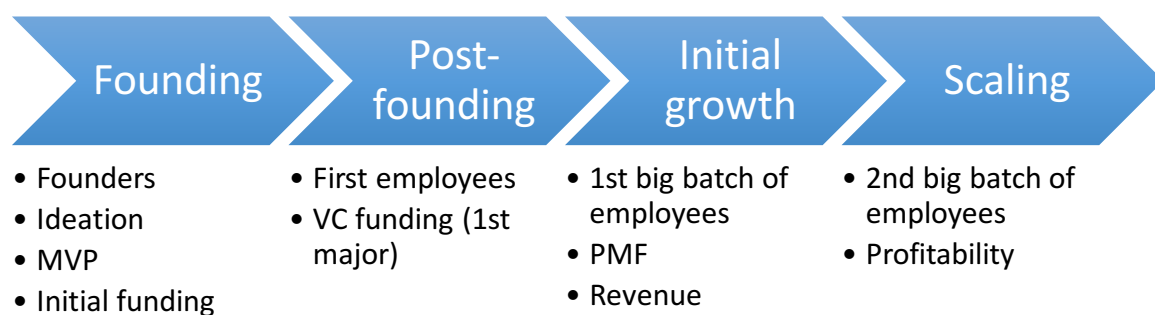 Founding
• Founders
• Ideation
• MVP
• Initial funding
Post-
founding
• First employees
• VC funding (1st
major)
Initial
growth
• 1st big batch of
employees
• PMF
• Revenue
Scaling
• 2nd big batch of
employees
• Profitability